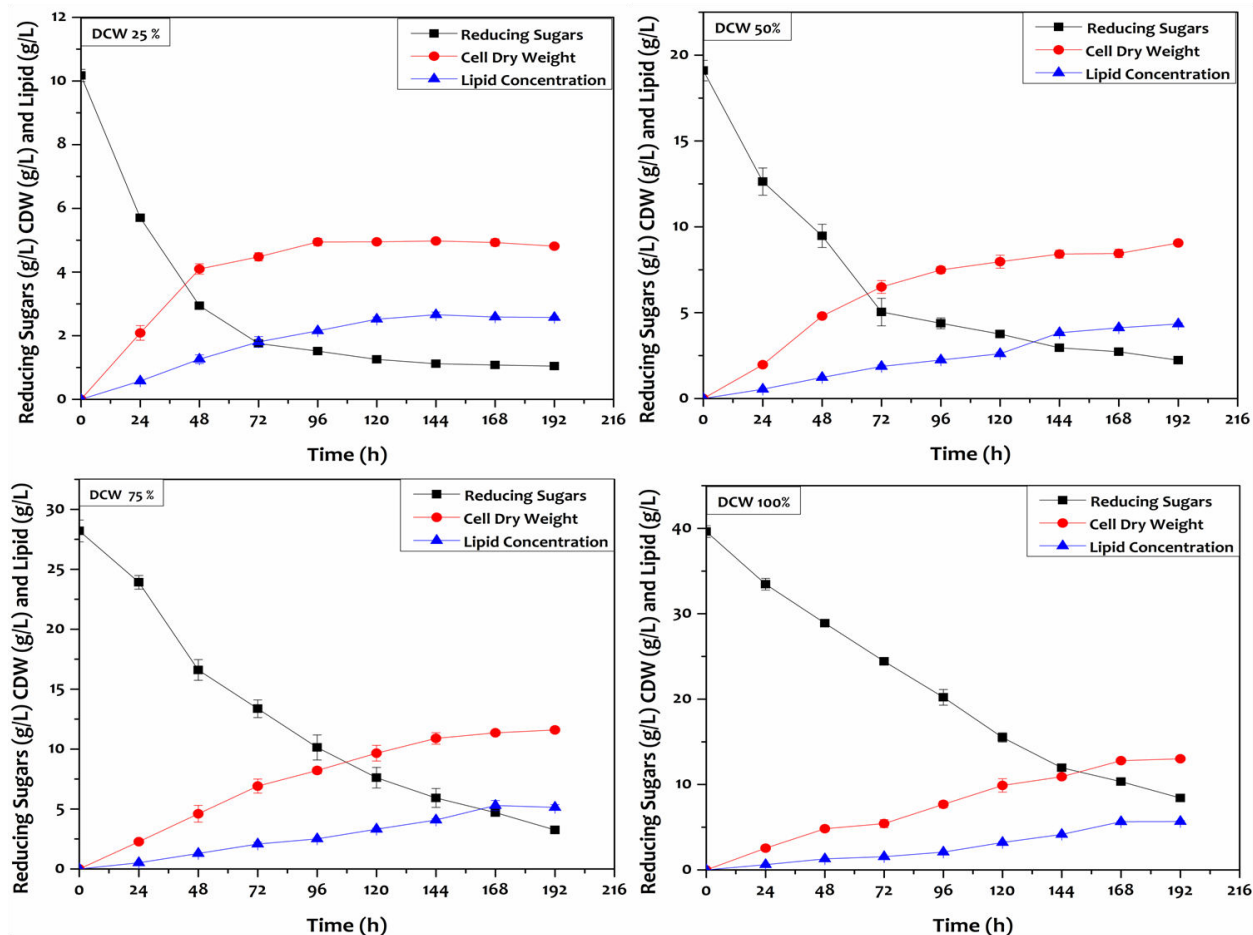 DCW 25 %
Reducing Sugars
Cell Dry Weight
Lipid Concentration
Reducing Sugars (g/L) CDW (g/L) and Lipid (g/L)
12
10
8
6
4
2
0
0 24 48 72 96 120 144 168 192 216
Time (h)
DCW 50%
Reducing Sugars
Cell Dry Weight
Lipid Concentration
Reducing Sugars (g/L) CDW (g/L) and Lipid (g/L)
20
15
10
5
0
0 24 48 72 96 120 144 168 192 216
Time (h)
DCW 75 %
Reducing Sugars
Cell Dry Weight
Lipid Concentration
Reducing Sugars (g/L) CDW (g/L) and Lipid (g/L)
30
25
20
15
10
5
0
0 24 48 72 96 120 144 168 192 216
Time (h)
DCW 100%
Reducing Sugars
Cell Dry Weight
Lipid Concentration
Reducing Sugars (g/L) CDW (g/L) and Lipid (g/L)
40
30
20
10
0
0 24 48 72 96 120 144 168 192 216
Time (h)